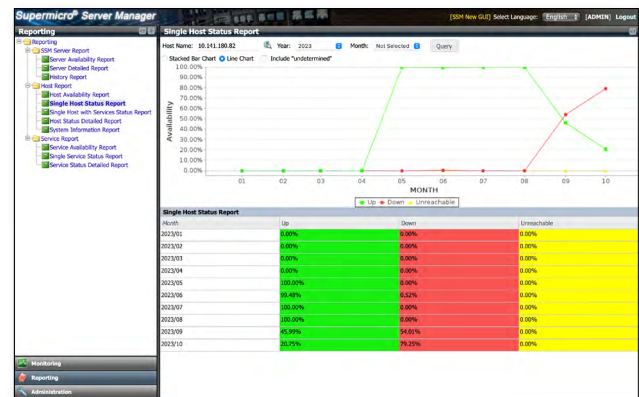 Supermicro® Server Manager
[SSM New GUI] Select Language: English [ADMIN] Logout
Reporting
Reporting
SSM Server Report
Server Availability Report
Server Detailed Report
History Report
Host Report
Host Availability Report
Single Host Status Report
Single Host with Services Status Report
Host Status Detailed Report
System Information Report
Service Report
Service Availability Report
Single Service Status Report
Service Status Detailed Report
Monitoring
Reporting
Administration
Single Host Status Report
Host Name: 10.141.180.82 Year: 2023 Month: Not Selected Query
Stacked Bar Chart Line Chart Include "undetermined"
Availability
100.00%
90.00%
80.00%
70.00%
60.00%
50.00%
40.00%
30.00%
20.00%
10.00%
0.00%
01 02 03 04 05 06 07 08 09 10
MONTH
Up Down Unreachable
Single Host Status Report
Month Up Down Unreachable
2023/01 0.00% 0.00% 0.00%
2023/02 0.00% 0.00% 0.00%
2023/03 0.00% 0.00% 0.00%
2023/04 0.00% 0.00% 0.00%
2023/05 100.00% 0.00% 0.00%
2023/06 99.48% 0.52% 0.00%
2023/07 100.00% 0.00% 0.00%
2023/08 100.00% 0.00% 0.00%
2023/09 45.99% 54.01% 0.00%
2023/10 20.75% 79.25% 0.00%